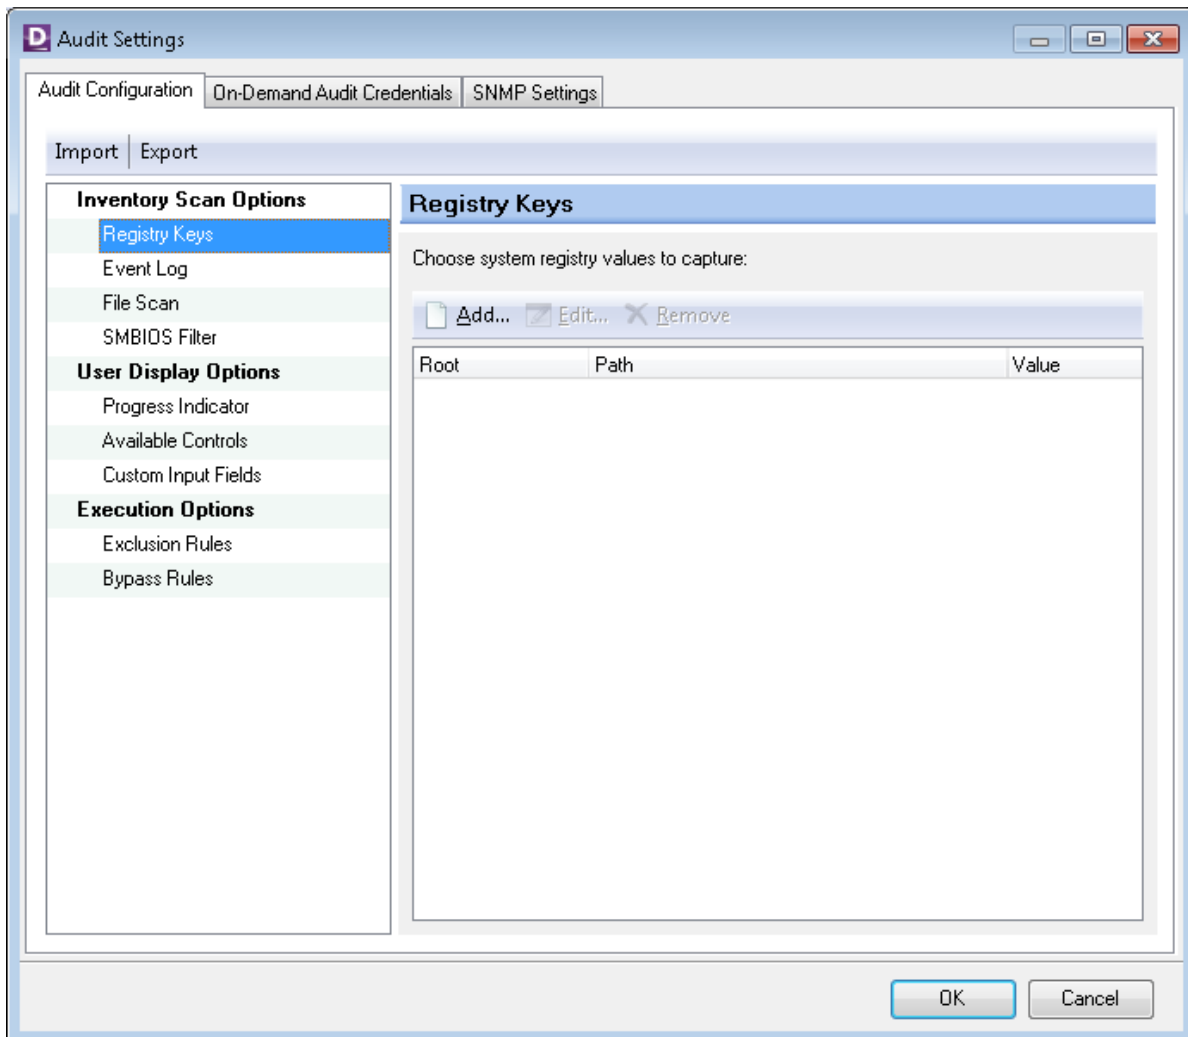 D Audit Settings
Audit Configuration On-Demand Audit Credentials SNMP Settings
Import Export
Inventory Scan Options
Registry Keys
Event Log
File Scan
SMBIOS Filter
User Display Options
Progress Indicator
Available Controls
Custom Input Fields
Execution Options
Exclusion Rules
Bypass Rules
Registry Keys
Choose system registry values to capture:
Add... Edit... Remove
Root Path Value
OK Cancel